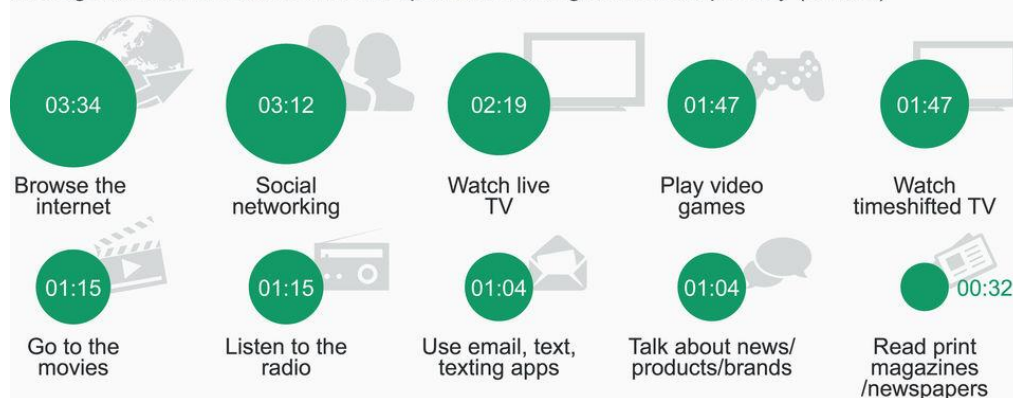 03:34
03:12
02:19
01:47
01:47
Browse the
internet
Social
networking
Watch live
TV
Play video
games
Watch
timeshifted TV
01:15
01:15
01:04
01:04
00:32
Go to the
movies
Listen to the
radio
Use email, text,
texting apps
Talk about news/
products/brands
Read print
magazines
/newspapers